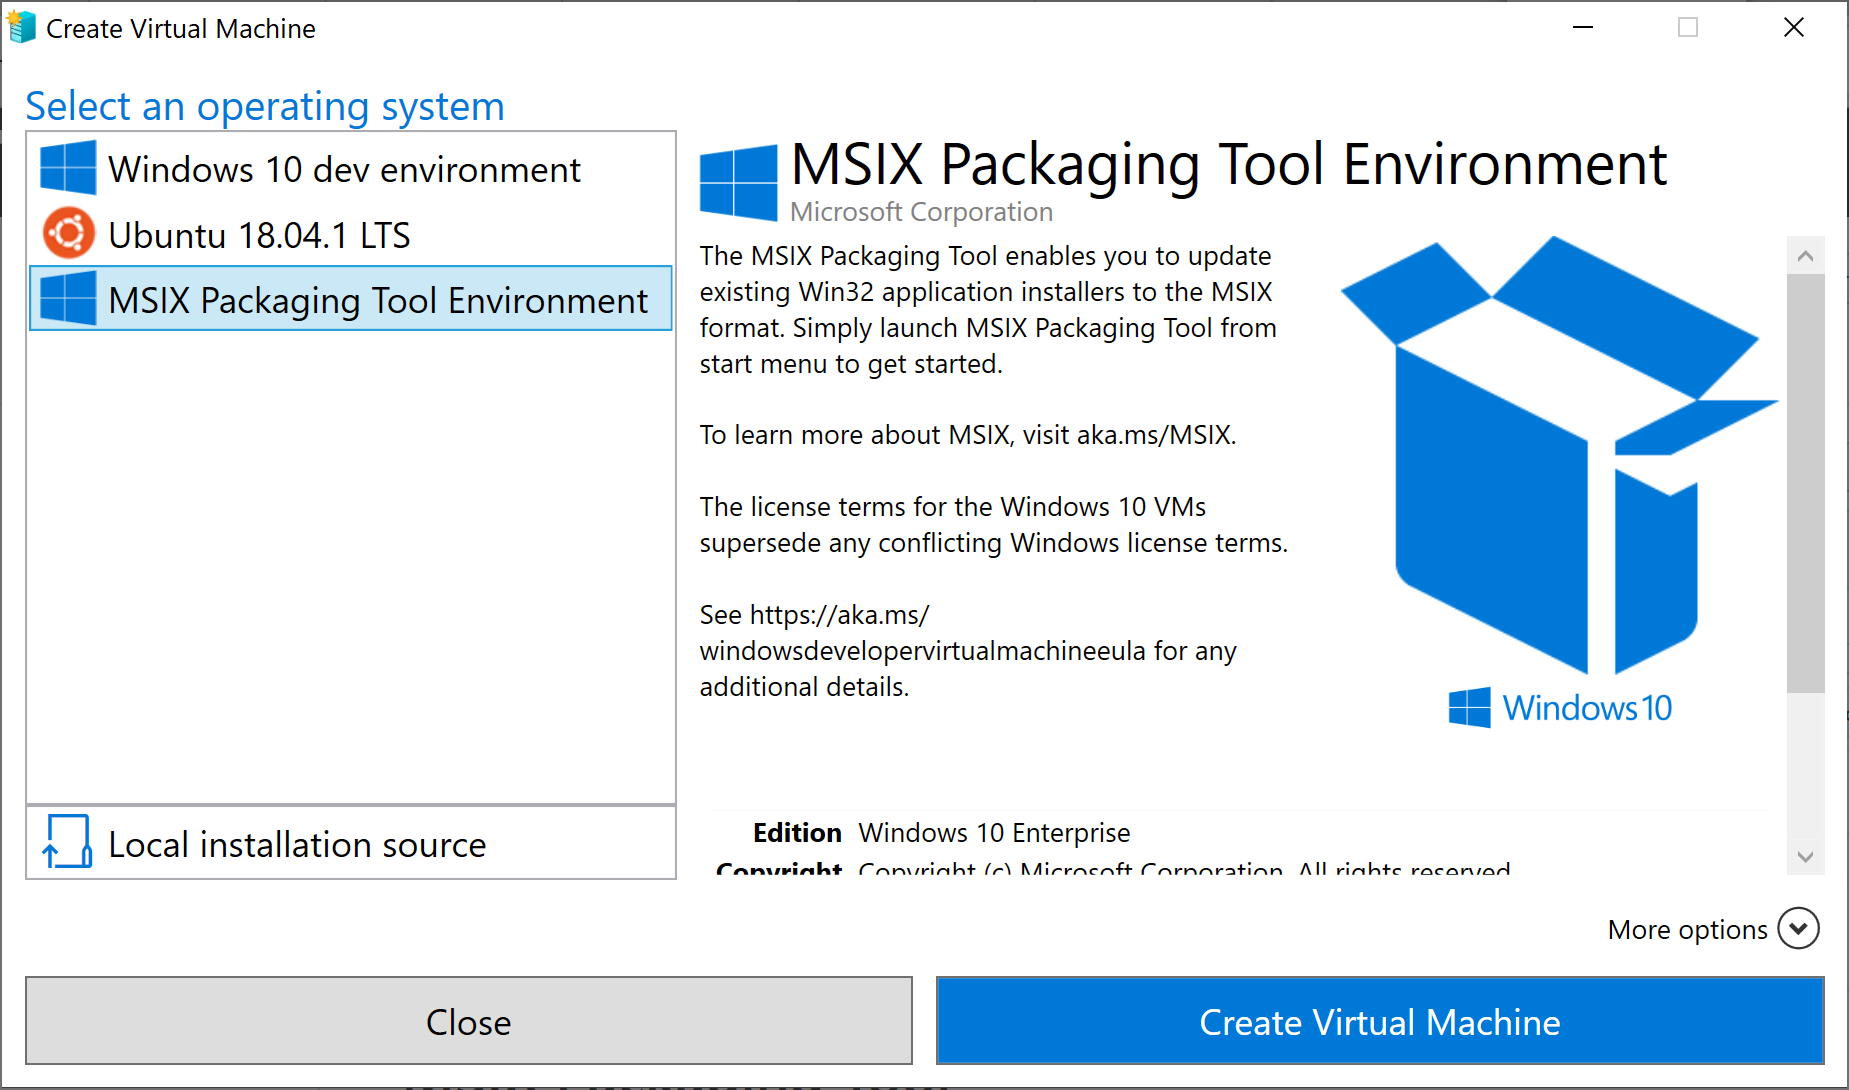 Create Virtual Machine
Select an operating system
Windows 10 dev environment
Ubuntu 18.04.1 LTS
MSIX Packaging Tool Environment
Local installation source
MSIX Packaging Tool Environment
Microsoft Corporation
The MSIX Packaging Tool enables you to update
existing Win32 application installers to the MSIX
format. Simply launch MSIX Packaging Tool from
start menu to get started.
To learn more about MSIX, visit aka.ms/MSIX.
The license terms for the Windows 10 VMs
supersede any conflicting Windows license terms.
See https://aka.ms/
windowsdevelopervirtualmachineeula for any
additional details.
Windows 10
Edition Windows 10 Enterprise
Copyright Copyright (c) Microsoft Corporation. All rights reserved
More options
Close
Create Virtual Machine